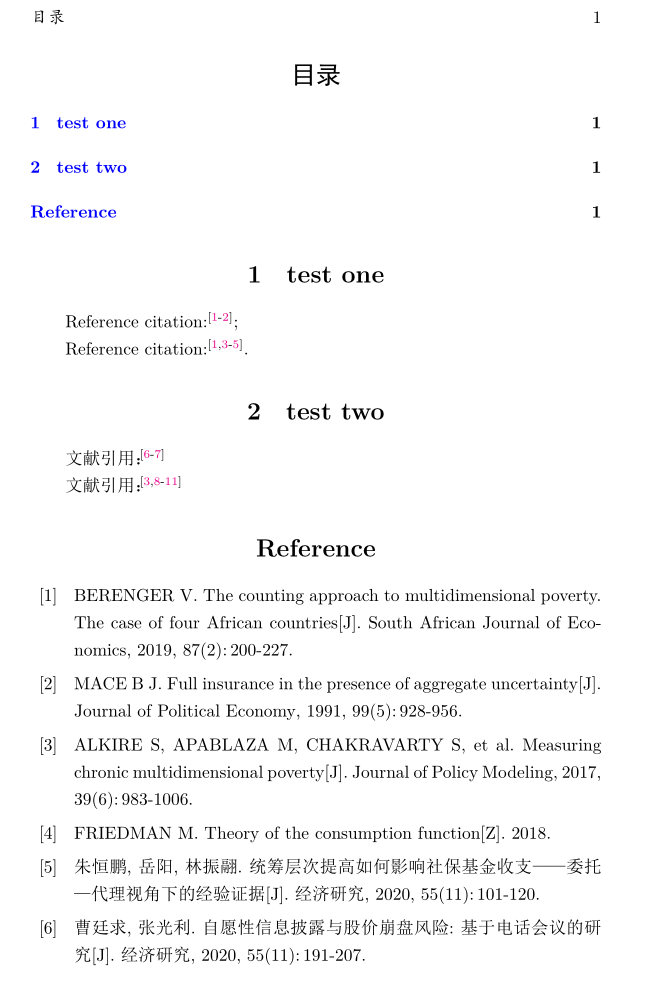 目录 1
目录
1 test one 1
2 test two 1
Reference 1
1 test one
Reference citation:[1-2];
Reference citation:[1,3-5].
2 test two
文献引用:[6-7]
文献引用:[3,8-11]
Reference
[1] BERENGER V. The counting approach to multidimensional poverty.
The case of four African countries[J]. South African Journal of Eco-
nomics, 2019, 87(2): 200-227.
[2] MACE B J. Full insurance in the presence of aggregate uncertainty[J].
Journal of Political Economy, 1991, 99(5): 928-956.
[3] ALKIRE S, APABLAZA M, CHAKRAVARTY S, et al. Measuring
chronic multidimensional poverty[J]. Journal of Policy Modeling, 2017,
39(6): 983-1006.
[4] FRIEDMAN M. Theory of the consumption function[Z]. 2018.
[5] 朱恒鹏, 岳阳, 林振翮. 统筹层次提高如何影响社保基金收支——委托
—代理视角下的经验证据[J]. 经济研究, 2020, 55(11): 101-120.
[6] 曹廷求, 张光利. 自愿性信息披露与股价崩盘风险: 基于电话会议的研
究[J]. 经济研究, 2020, 55(11): 191-207.